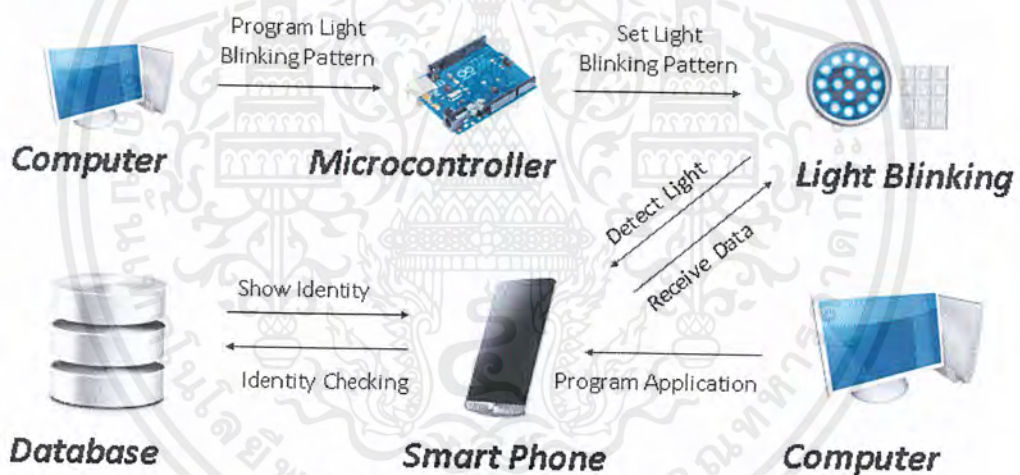 Program Light
Blinking Pattern
Set Light
Blinking Pattern
Computer
Microcontroller
Light Blinking
Detect Light
Receive Data
Show Identity
Identity Checking
Program Application
Database
Smart Phone
Computer